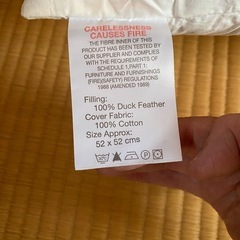 CARELESSNESS
CAUSES FIRE
THE FIBRE INNER OF THIS
PRODUCT HAS BEEN TESTED BY
OUR SUPPLIER AND COMPLIES
WITH THE REQUIREMENTS OF
SCHEDULE 1,PART 1:
FURNITURE AND FURNISHINGS
(FIRE)(SAFETY) REGULATIONS
1988 (AMENDED 1989)
Filling:
100% Duck Feather
Cover Fabric:
100% Cotton
Size Approx:
52 x 52 cms